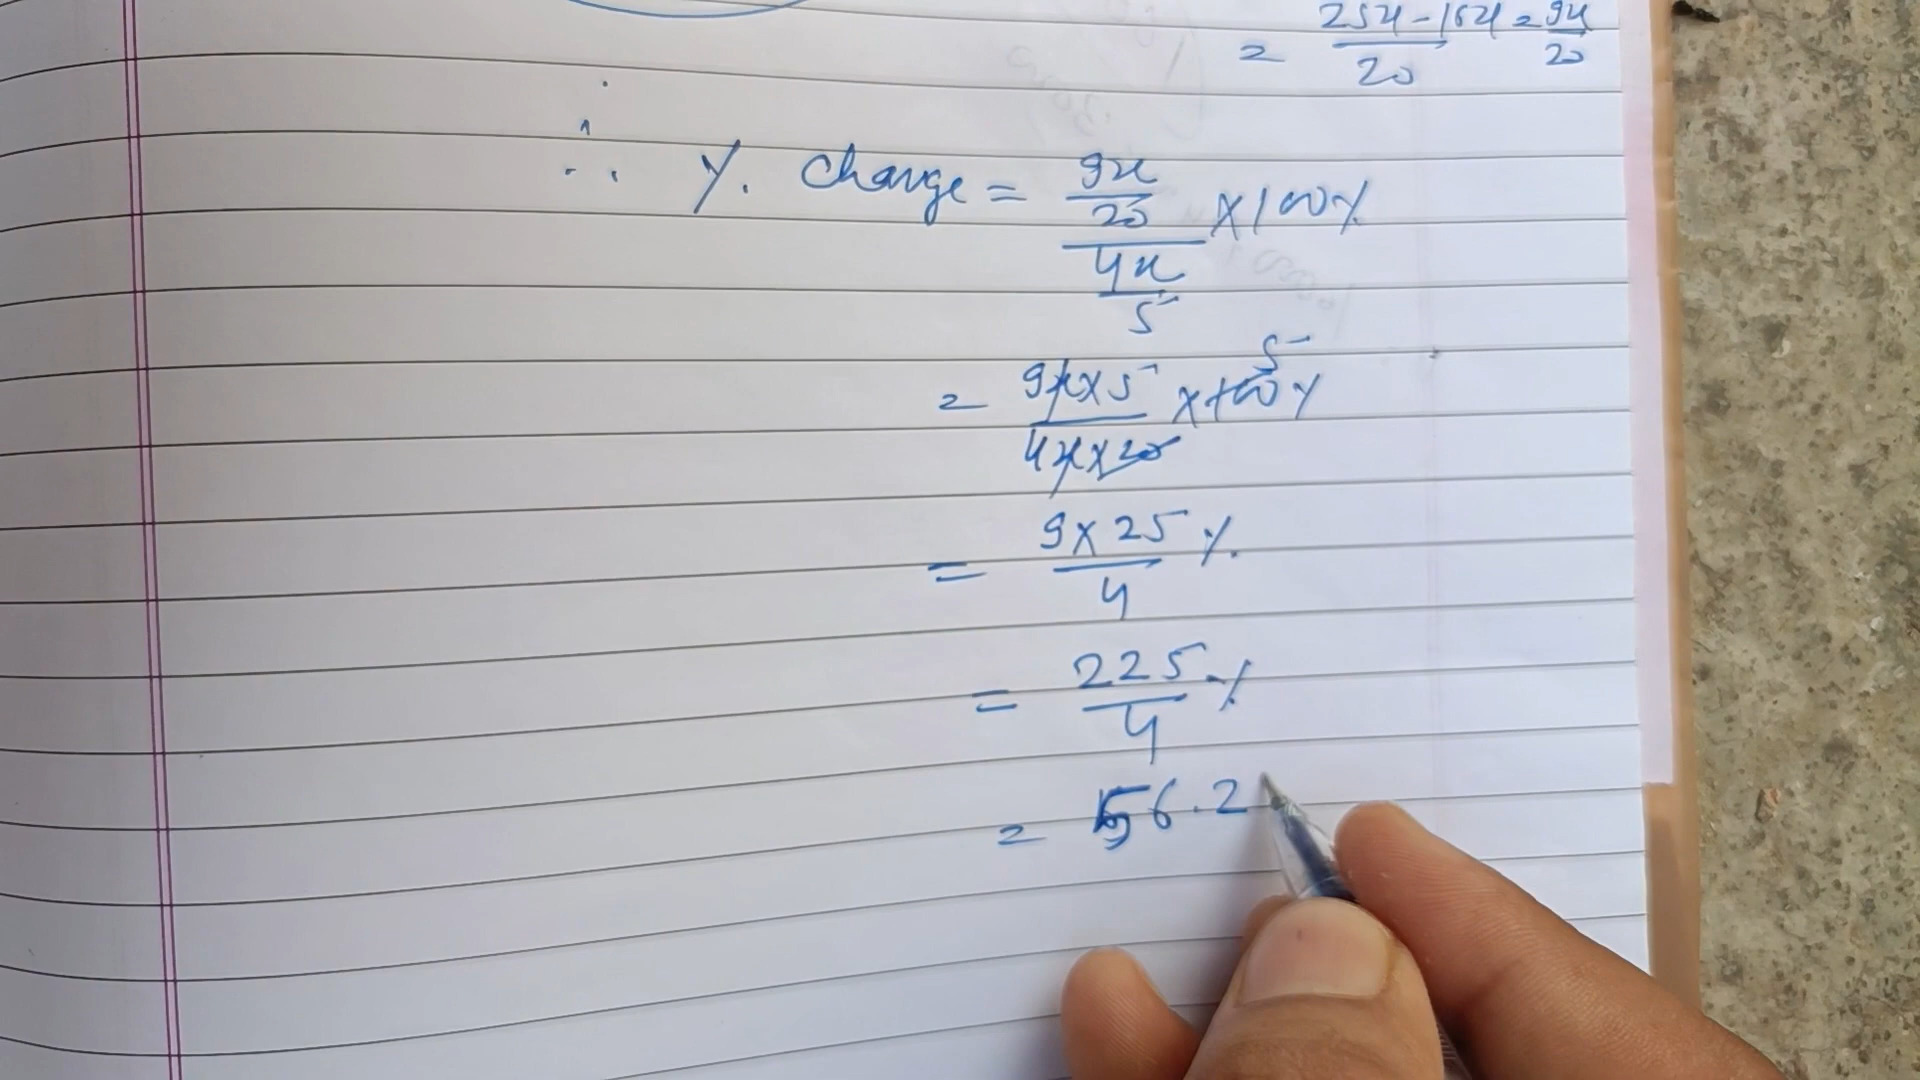 = 25x-16x/20 = 9x/20
∴ %. Change = (9x/20)/(4x/5) x 100%
= 9x x 5/4x x 20 x 100% 5
= 9 x 25/4 %.
= 225/4 %
= 56.2